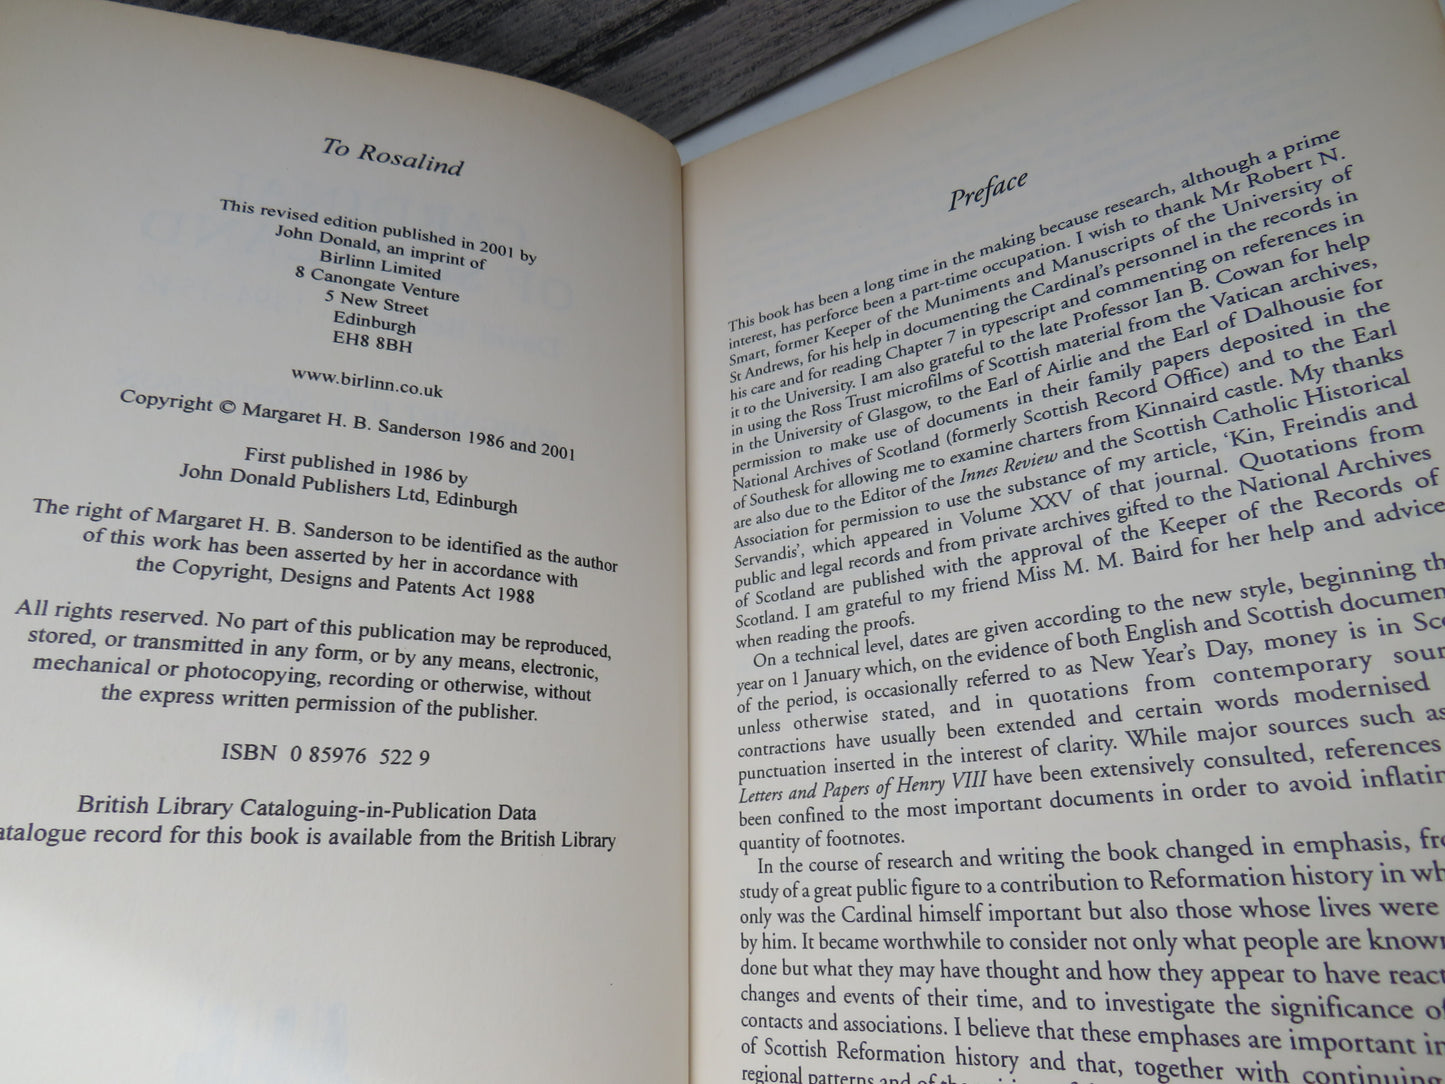 To Rosalind
This revised edition published in 2001 by
John Donald, an imprint of
Birlinn Limited
8 Canongate Venture
5 New Street
Edinburgh
EH8 8BH
www.birlinn.co.uk
Copyright © Margaret H. B. Sanderson 1986 and 2001
First published in 1986 by
John Donald Publishers Ltd, Edinburgh
The right of Margaret H. B. Sanderson to be identified as the author
of this work has been asserted by her in accordance with
the Copyright, Designs and Patents Act 1988
All rights reserved. No part of this publication may be reproduced,
stored, or transmitted in any form, or by any means, electronic,
mechanical or photocopying, recording or otherwise, without
the express written permission of the publisher.
ISBN 0 85976 522 9
British Library Cataloguing-in-Publication Data
atalogue record for this book is available from the British Library
Preface
This book has been a long time in the making because research, although a prime
interest, has perforce been a part-time occupation. I wish to thank Mr Robert N.
Smart, former Keeper of the Muniments and Manuscripts of the University of
St Andrews, for his help in documenting the Cardinal's personnel in the records in
his care and for reading Chapter 7 in typescript and commenting on references in
it to the University. I am also grateful to the late Professor Ian B. Cowan for help
in using the Ross Trust microfilms of Scottish material from the Vatican archives,
in the University of Glasgow, to the Earl of Airlie and the Earl of Dalhousie for
permission to make use of documents in their family papers deposited in the
National Archives of Scotland (formerly Scottish Record Office) and to the Earl
of Southesk for allowing me to examine charters from Kinnaird castle. My thanks
are also due to the Editor of the Innes Review and the Scottish Catholic Historical
Association for permission to use the substance of my article, 'Kin, Freindis and
Servandis', which appeared in Volume XXV of that journal. Quotations from
public and legal records and from private archives gifted to the National Archives
of Scotland are published with the approval of the Keeper of the Records of
Scotland. I am grateful to my friend Miss M. M. Baird for her help and advice
when reading the proofs.
On a technical level, dates are given according to the new style, beginning th
year on 1 January which, on the evidence of both English and Scottish documen
of the period, is occasionally referred to as New Year's Day, money is in Sco
unless otherwise stated, and in quotations from contemporary sour
contractions have usually been extended and certain words modernised
punctuation inserted in the interest of clarity. While major sources such as
Letters and Papers of Henry VIII have been extensively consulted, references
been confined to the most important documents in order to avoid inflatin
quantity of footnotes.
In the course of research and writing the book changed in emphasis, fro
study of a great public figure to a contribution to Reformation history in wh
only was the Cardinal himself important but also those whose lives were
by him. It became worthwhile to consider not only what people are known
done but what they may have thought and how they appear to have react
changes and events of their time, and to investigate the significance of
contacts and associations. I believe that these emphases are important in
of Scottish Reformation history and that, together with continuing
regional patterns and of the